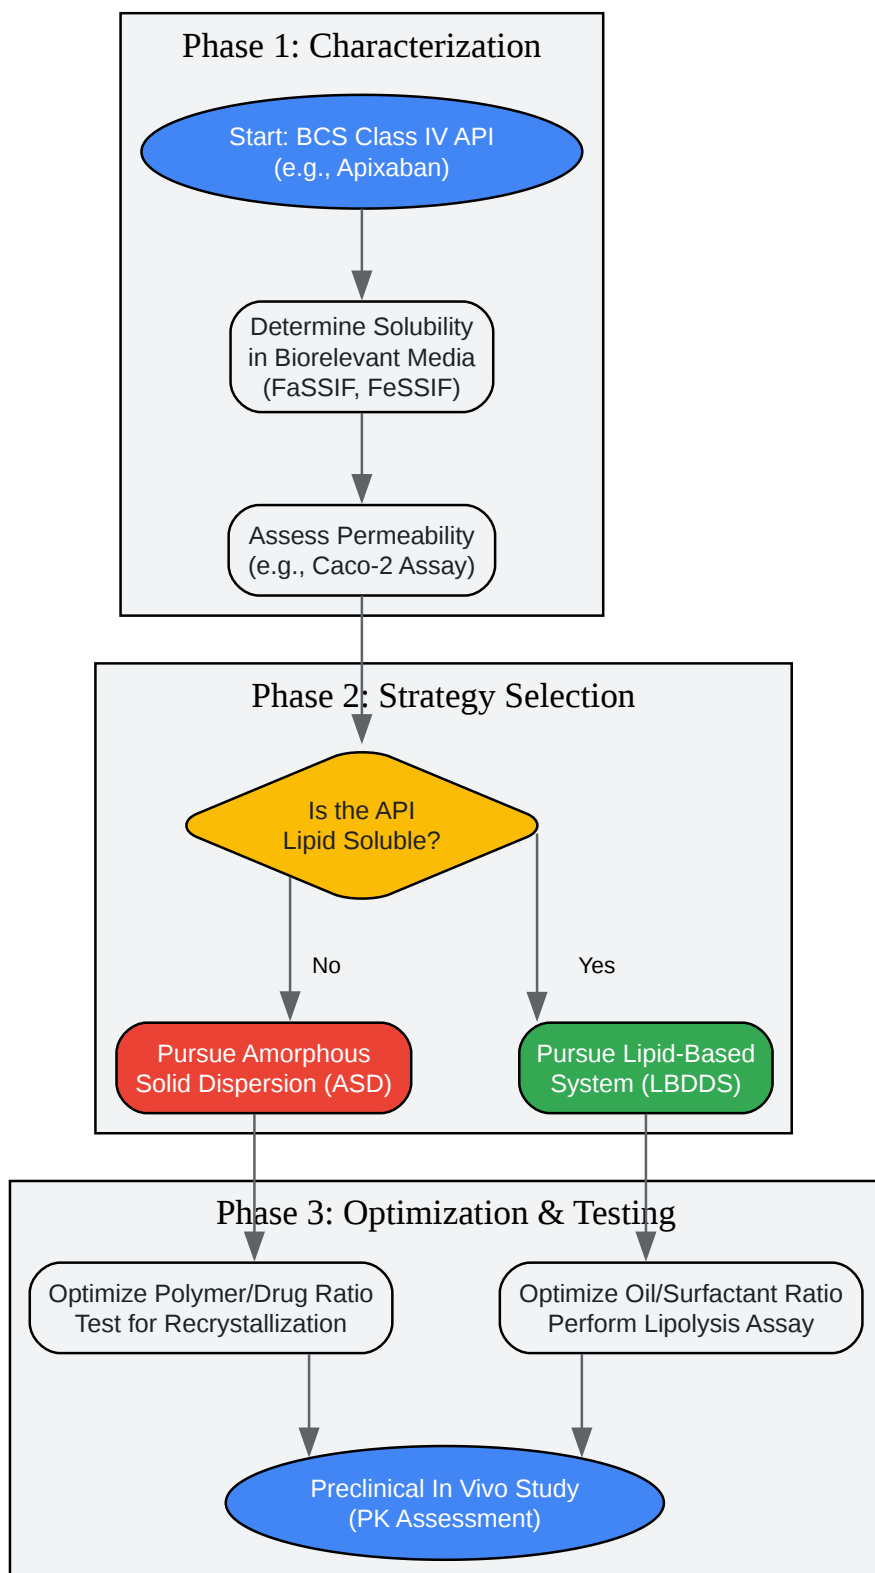 Phase 1: Characterization
Start: BCS Class IV API
(e.g., Apixaban)
Determine Solubility
in Biorelevant Media
(FaSSIF, FeSSIF)
Assess Permeability
(e.g., Caco-2 Assay)
Phase 2: Strategy Selection
Is the API
Lipid Soluble?
No
Yes
Pursue Amorphous
Solid Dispersion (ASD)
Pursue Lipid-Based
System (LBDDS)
Phase 3: Optimization & Testing
Optimize Polymer/Drug Ratio
Test for Recrystallization
Optimize Oil/Surfactant Ratio
Perform Lipolysis Assay
Preclinical In Vivo Study
(PK Assessment)